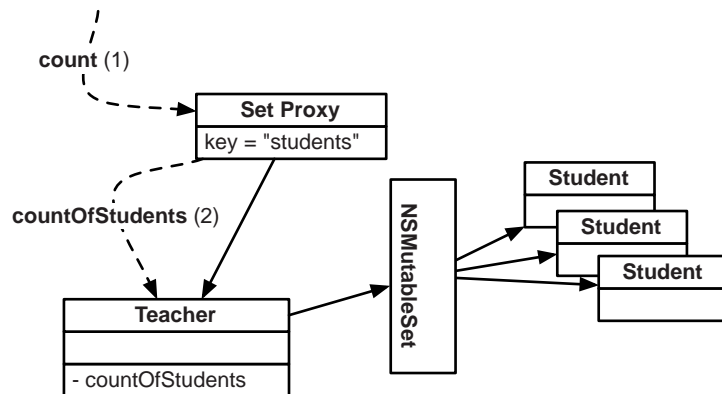 count (1)
Set Proxy
key = "students"
countOfStudents (2)
Teacher
- countOfStudents
NSMutableSet
Student
Student
Student